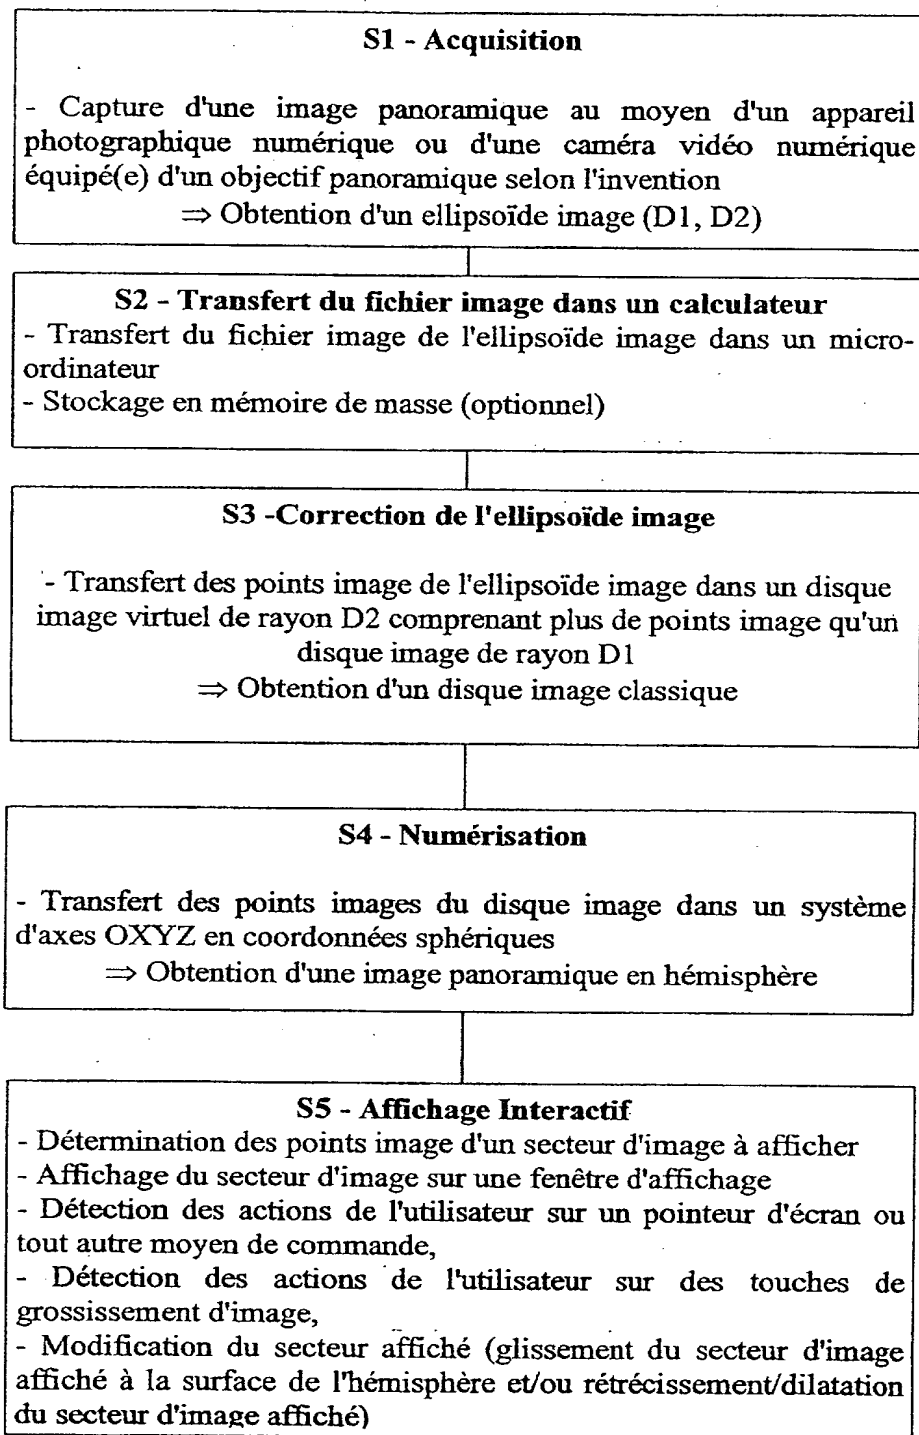 S1 - Acquisition
- Capture d'une image panoramique au moyen d'un appareil
photographique numérique ou d'une caméra vidéo numérique
équipé(e) d'un objectif panoramique selon l'invention
⇒ Obtention d'un ellipsoïde image (D1, D2)
S2 - Transfert du fichier image dans un calculateur
- Transfert du fichier image de l'ellipsoïde image dans un micro-
ordinateur
- Stockage en mémoire de masse (optionnel)
S3 -Correction de l'ellipsoïde image
- Transfert des points image de l'ellipsoïde image dans un disque
image virtuel de rayon D2 comprenant plus de points image qu'un
disque image de rayon D1
⇒ Obtention d'un disque image classique
S4 - Numérisation
- Transfert des points images du disque image dans un système
d'axes OXYZ en coordonnées sphériques
⇒ Obtention d'une image panoramique en hémisphère
S5 - Affichage Interactif
- Détermination des points image d'un secteur d'image à afficher
- Affichage du secteur d'image sur une fenêtre d'affichage
- Détection des actions de l'utilisateur sur un pointeur d'écran ou
tout autre moyen de commande,
- Détection des actions de l'utilisateur sur des touches de
grossissement d'image,
- Modification du secteur affiché (glissement du secteur d'image
affiché à la surface de l'hémisphère et/ou rétrécissement/dilatation
du secteur d'image affiché)